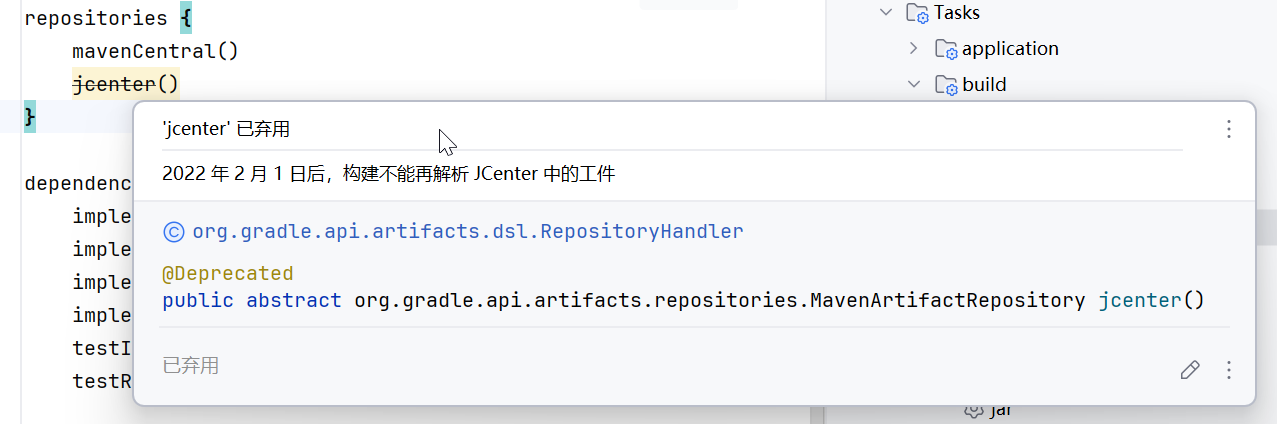 repositories {
mavenCentral()
jcenter()
}
dependenc
imple
imple
imple
imple
testI
testR
'jcenter' 已弃用
2022 年 2 月 1 日后，构建不能再解析 JCenter 中的工件
org.gradle.api.artifacts.dsl.RepositoryHandler
@Deprecated
public abstract org.gradle.api.artifacts.repositories.MavenArtifactRepository jcenter()
已弃用
Tasks
application
build
jar